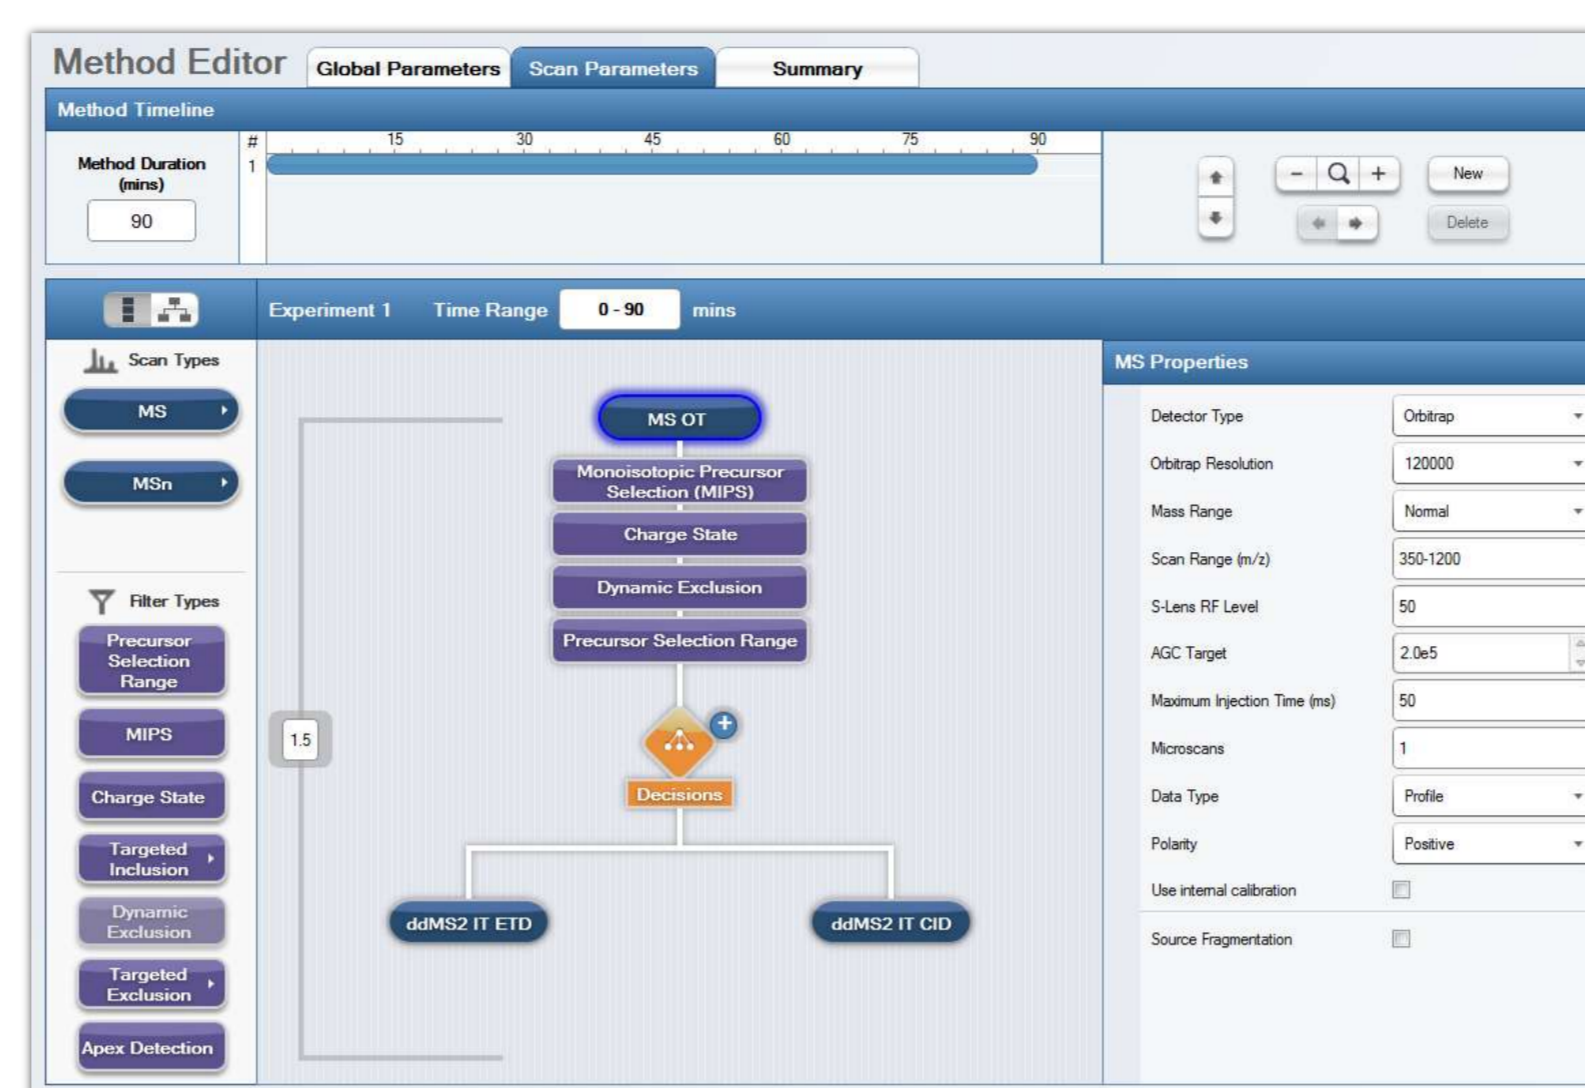 Method Editor
Global Parameters
Scan Parameters
Summary
Method Timeline
Method Duration
(mins)
90
#
15
30
45
60
75
90
1
New
Delete
Experiment 1
Time Range
0 - 90
mins
Scan Types
MS
MSn
Filter Types
Precursor
Selection
Range
MIPS
Charge State
Targeted
Inclusion
Dynamic
Exclusion
Targeted
Exclusion
Apex Detection
1.5
MS OT
Monoisotopic Precursor
Selection (MIPS)
Charge State
Dynamic Exclusion
Precursor Selection Range
Decisions
ddMS2 IT ETD
ddMS2 IT CID
MS Properties
Detector Type
Orbitrap
Orbitrap Resolution
120000
Mass Range
Normal
Scan Range (m/z)
350-1200
S-Lens RF Level
50
AGC Target
2.0e5
Maximum Injection Time (ms)
50
Microscans
1
Data Type
Profile
Polarity
Positive
Use internal calibration
Source Fragmentation